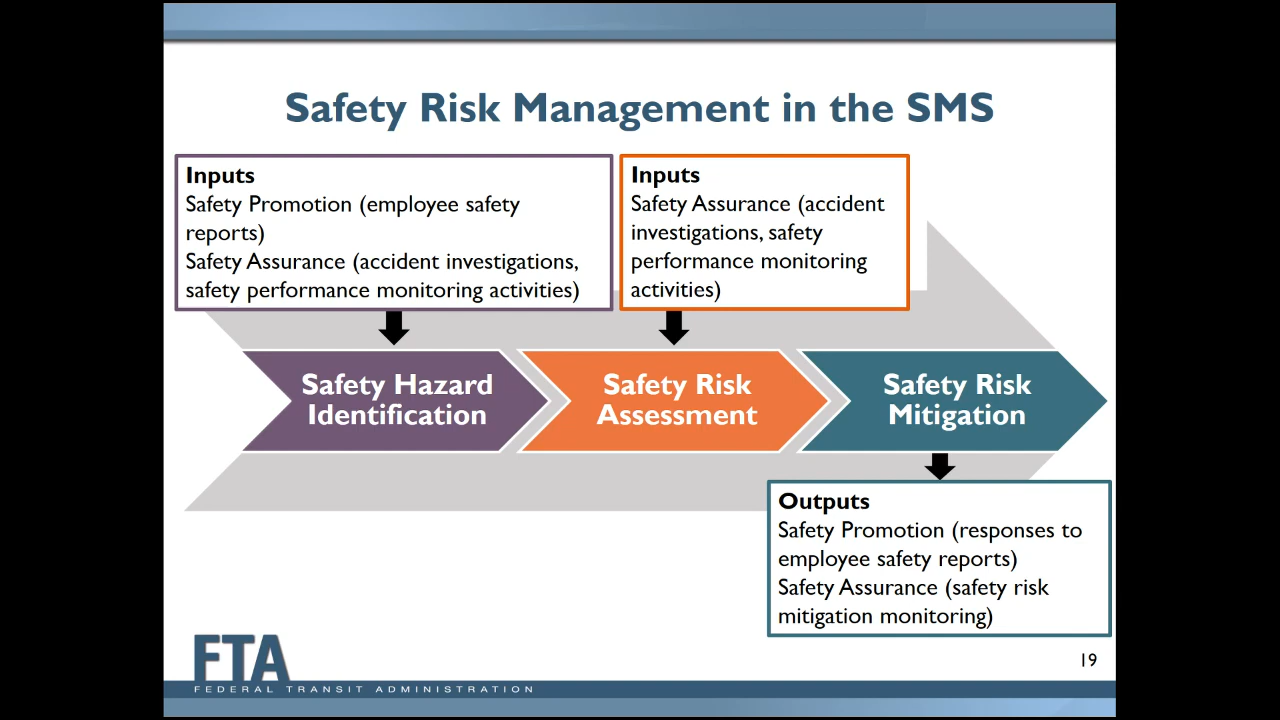 Safety Risk Management in the SMS
Inputs
Safety Promotion (employee safety
reports)
Safety Assurance (accident investigations,
safety performance monitoring activities)
Inputs
Safety Assurance (accident
investigations, safety
performance monitoring
activities)
Safety Hazard
Identification
Safety Risk
Assessment
Safety Risk
Mitigation
Outputs
Safety Promotion (responses to
employee safety reports)
Safety Assurance (safety risk
mitigation monitoring)
FTA
FEDERAL TRANSIT ADMINISTRATION
19